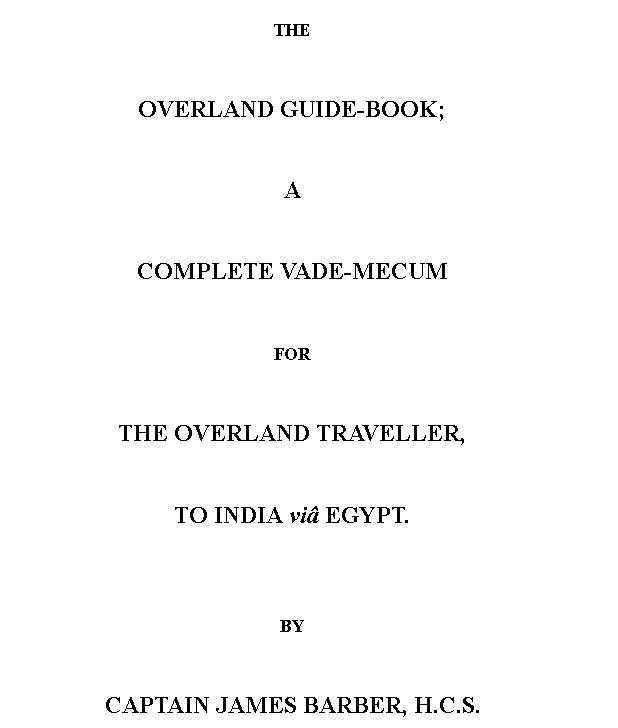 THE
OVERLAND GUIDE-BOOK;
A
COMPLETE VADE-MECUM
FOR
THE OVERLAND TRAVELLER,
TO INDIA viâ EGYPT.
BY
CAPTAIN JAMES BARBER, H.C.S.